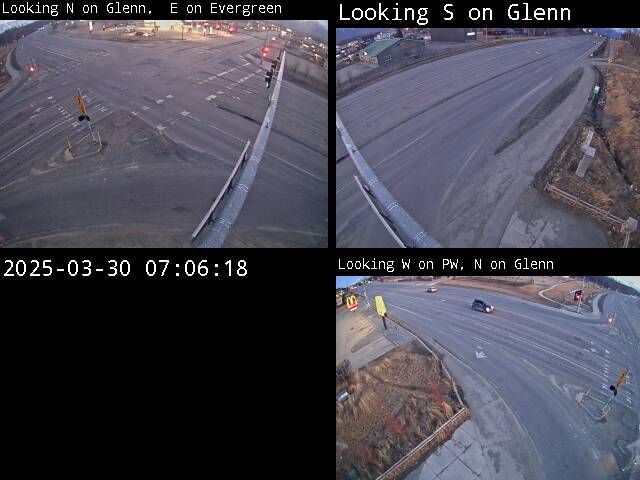 Looking N on Glenn,  E on Evergreen
Looking S on Glenn
2025-03-30 07:06:18
Looking W on PW, N on Glenn